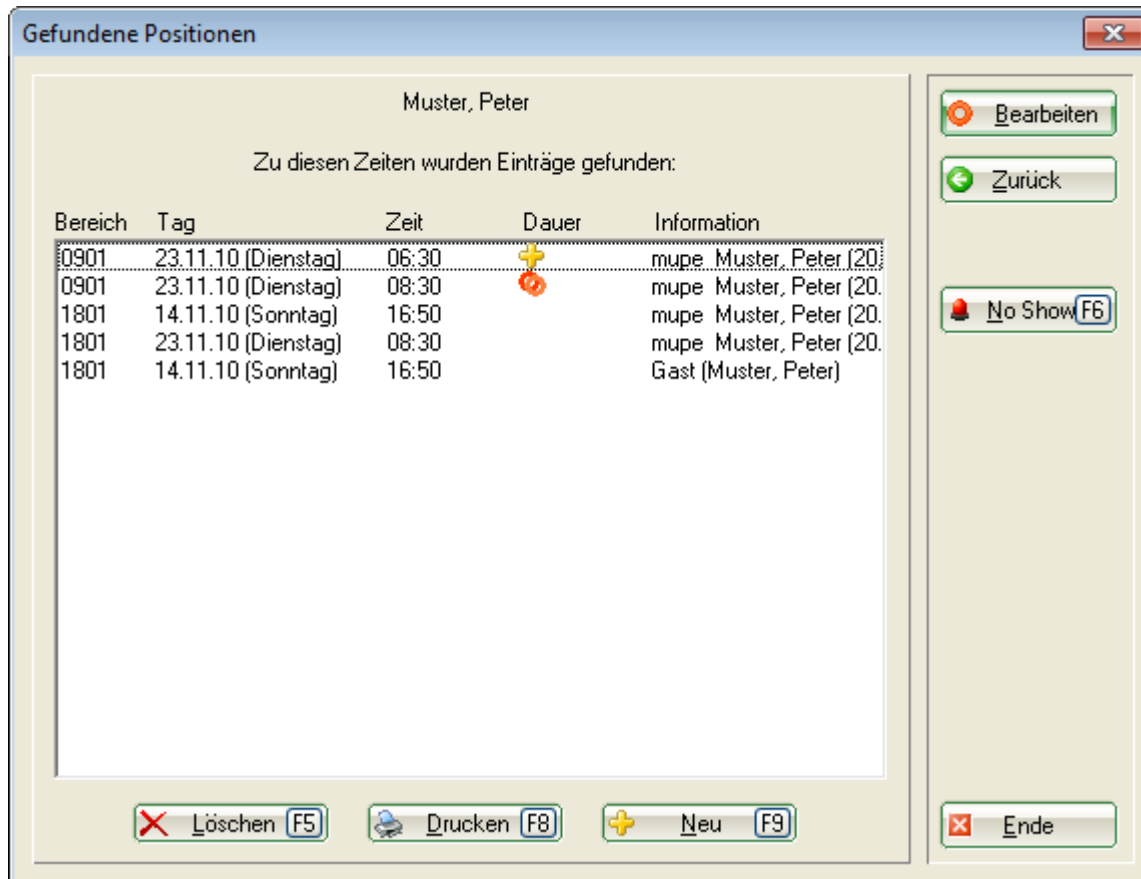 Gefundene Positionen
Muster, Peter
Zu diesen Zeiten wurden Einträge gefunden:
Bereich Tag Zeit Dauer Information
0901 23.11.10 (Dienstag) 06:30 mupe Muster, Peter (20.
0901 23.11.10 (Dienstag) 08:30 mupe Muster, Peter (20.
1801 14.11.10 (Sonntag) 16:50 mupe Muster, Peter (20.
1801 23.11.10 (Dienstag) 08:30 mupe Muster, Peter (20.
1801 14.11.10 (Sonntag) 16:50 Gast (Muster, Peter)
Löschen F5 Drucken F8 Neu F9
Bearbeiten
Zurück
No Show F6
Ende